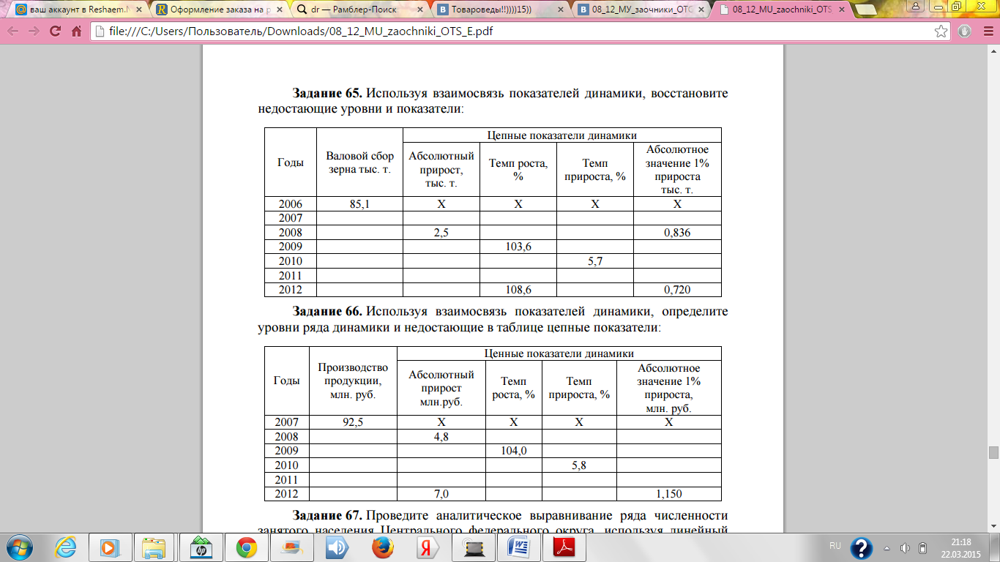 ваш аккаунт в Reshaem.N
Оформление заказа на р
dr — Рамблер-Поиск
Товароведы!!))))15))
08_12_МУ_заочники_ОТС
08_12_MU_zaochniki_OTS
file:///C:/Users/Пользователь/Downloads/08_12_MU_zaochniki_OTS_E.pdf
Задание 65. Используя взаимосвязь показателей динамики, восстановите
недостающие уровни и показатели:
Годы
Валовой сбор
зерна тыс. т.
Цепные показатели динамики
Абсолютный
прирост,
тыс. т.
Темп роста,
%
Темп
прироста, %
Абсолютное
значение 1%
прироста
тыс. т.
2006 85,1 X X X X
2007
2008 2,5 0,836
2009 103,6
2010 5,7
2011
2012 108,6 0,720
Задание 66. Используя взаимосвязь показателей динамики, определите
уровни ряда динамики и недостающие в таблице цепные показатели:
Годы
Производство
продукции,
млн. руб.
Ценные показатели динамики
Абсолютный
прирост
млн.руб.
Темп
роста, %
Темп
прироста, %
Абсолютное
значение 1%
прироста,
млн. руб.
2007 92,5 X X X X
2008 4,8
2009 104,0
2010 5,8
2011
2012 7,0 1,150
Задание 67. Проведите аналитическое выравнивание ряда численности
занятого населения Центрального федерального округа, используя линейный
RU
21:18
22.03.2015